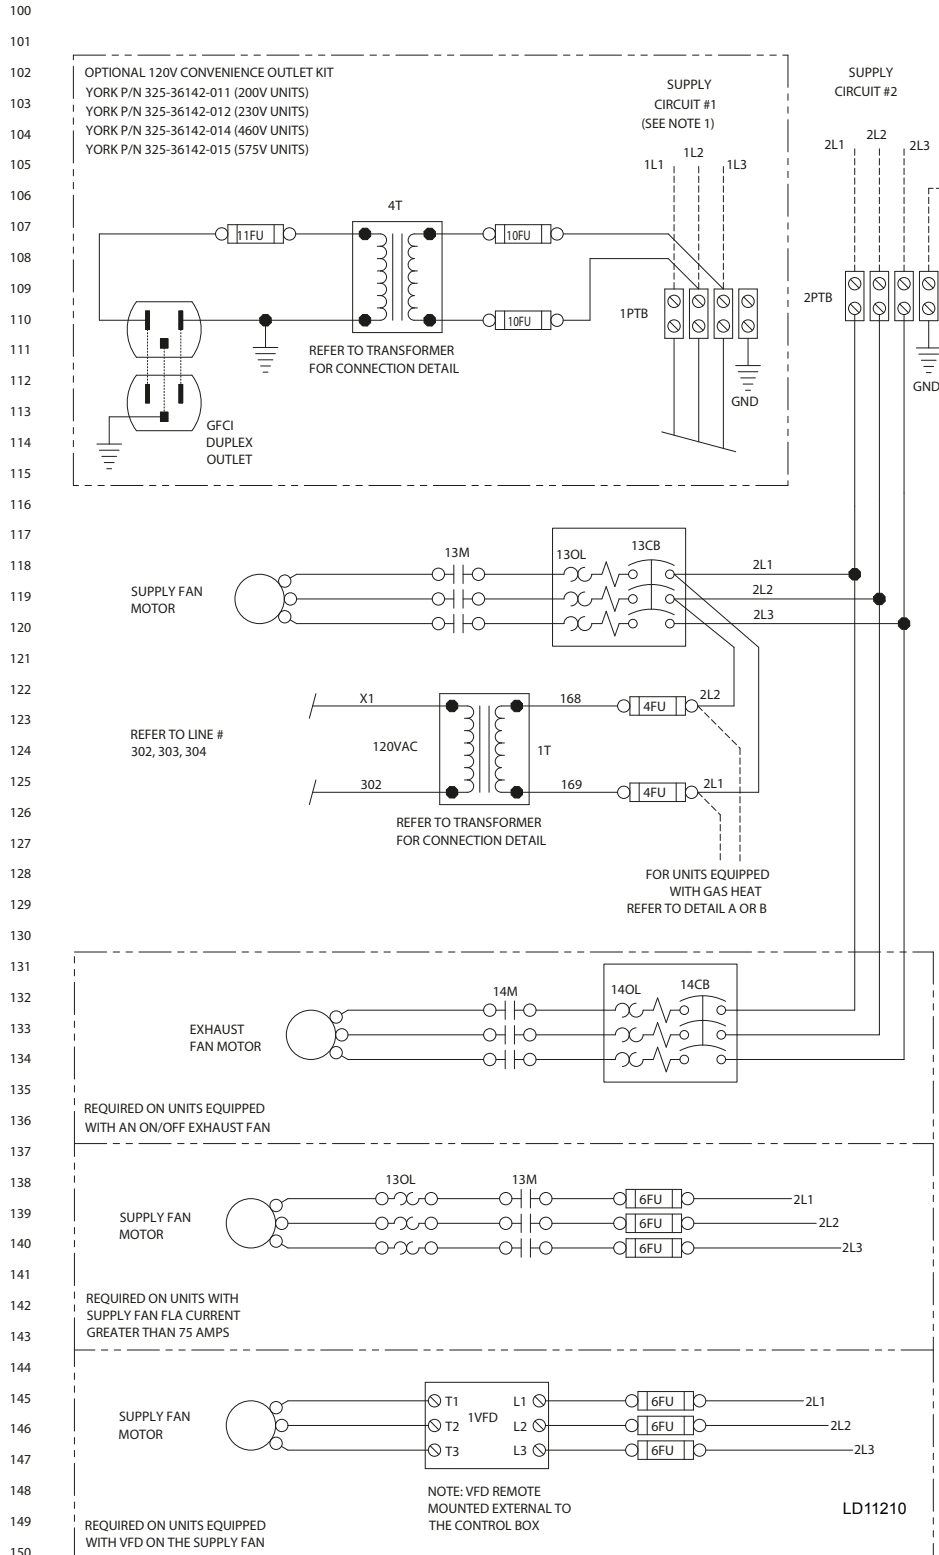 100
101
102
103
104
105
106
107
108
109
110
111
112
113
114
115
116
117
118
119
120
121
122
123
124
125
126
127
128
129
130
131
132
133
134
135
136
137
138
139
140
141
142
143
144
145
146
147
148
149
150
OPTIONAL 120V CONVENIENCE OUTLET KIT
YORK P/N 325-36142-011 (200V UNITS)
YORK P/N 325-36142-012 (230V UNITS)
YORK P/N 325-36142-014 (460V UNITS)
YORK P/N 325-36142-015 (575V UNITS)
SUPPLY
CIRCUIT #1
(SEE NOTE 1)
1L1
1L2
1L3
SUPPLY
CIRCUIT #2
2L1
2L2
2L3
4T
11FU
10FU
10FU
1PTB
2PTB
REFER TO TRANSFORMER
FOR CONNECTION DETAIL
GND
GND
GFCI
DUPLEX
OUTLET
SUPPLY FAN
MOTOR
13M
13OL
13CB
2L1
2L2
2L3
REFER TO LINE #
302, 303, 304
X1
302
120VAC
1T
168
169
4FU
4FU
2L2
2L1
REFER TO TRANSFORMER
FOR CONNECTION DETAIL
FOR UNITS EQUIPPED
WITH GAS HEAT
REFER TO DETAIL A OR B
EXHAUST
FAN MOTOR
14M
14OL
14CB
REQUIRED ON UNITS EQUIPPED
WITH AN ON/OFF EXHAUST FAN
SUPPLY FAN
MOTOR
13OL
13M
6FU
6FU
6FU
2L1
2L2
2L3
REQUIRED ON UNITS WITH
SUPPLY FAN FLA CURRENT
GREATER THAN 75 AMPS
SUPPLY FAN
MOTOR
T1
T2
T3
1VFD
L1
L2
L3
6FU
6FU
6FU
2L1
2L2
2L3
NOTE: VFD REMOTE
MOUNTED EXTERNAL TO
THE CONTROL BOX
REQUIRED ON UNITS EQUIPPED
WITH VFD ON THE SUPPLY FAN
LD11210